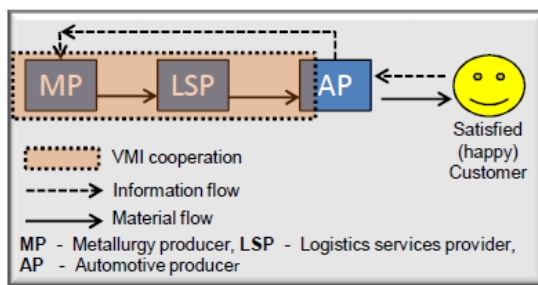 MP LSP AP
Satisfied
(happy)
Customer
VMI cooperation
Information flow
Material flow
MP - Metallurgy producer, LSP - Logistics services provider,
AP - Automotive producer